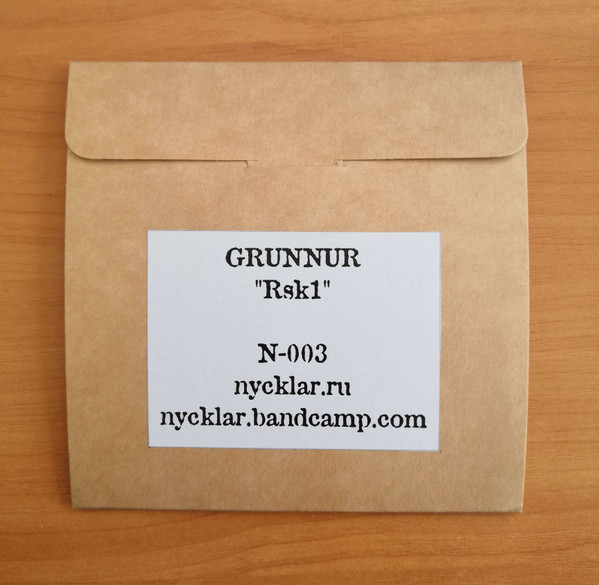 GRUNNUR
"Rsk1"
N-003
nycklar.ru
nycklar.bandcamp.com